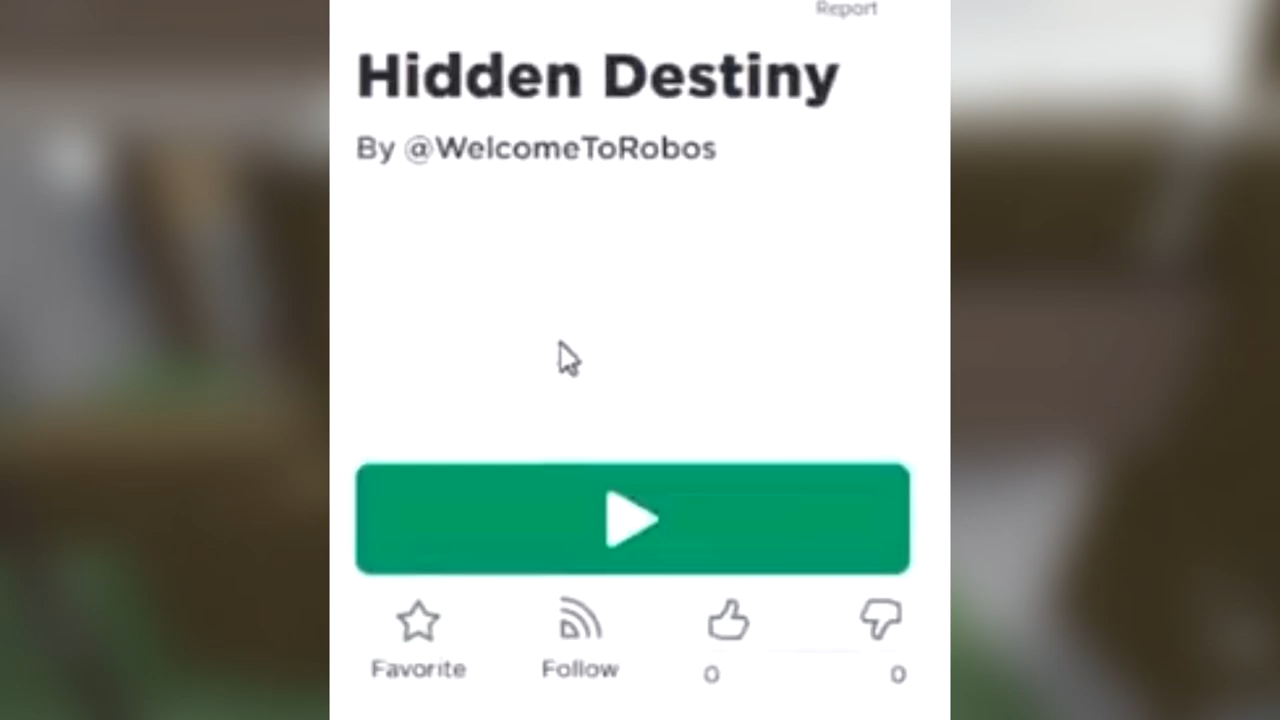 Report
Hidden Destiny
By @WelcomeToRobos
Favorite
Follow
0
0